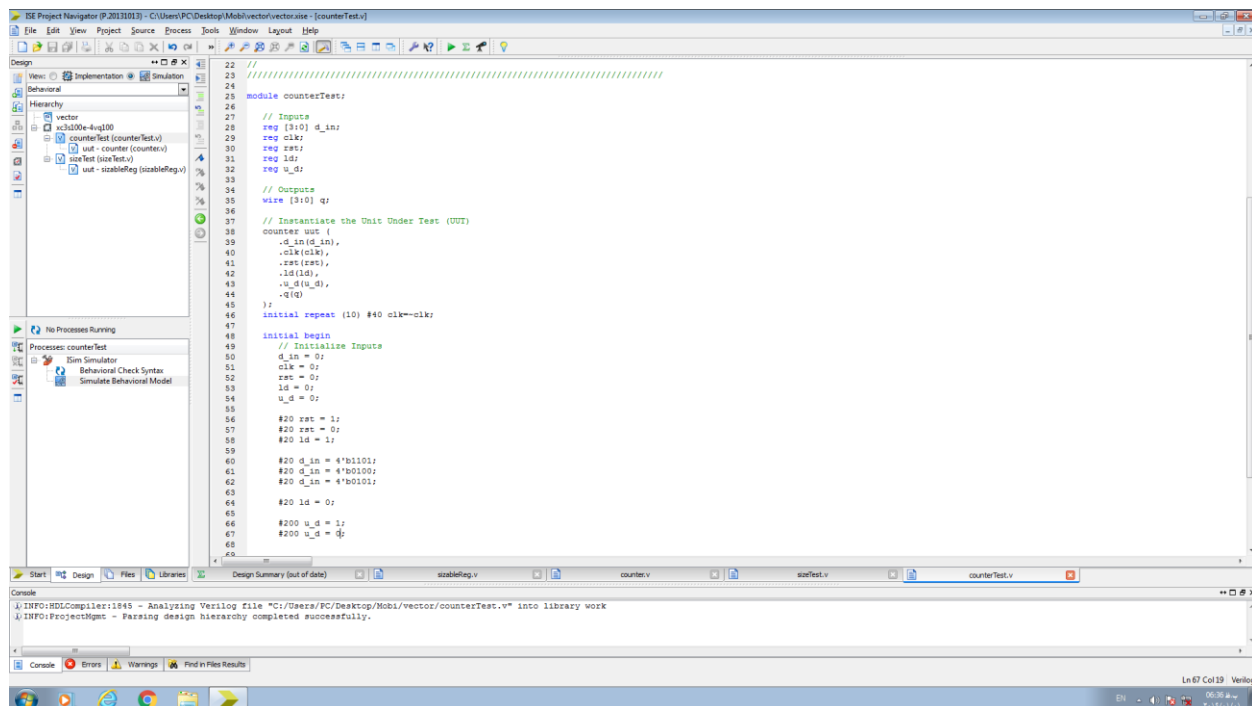 ISE Project Navigator (P.20131013) - C:\Users\PC\Desktop\Mobi\vector\vector.xise - [counterTest.v]
File Edit View Project Source Process Tools Window Layout Help
Design
View: Implementation Simulation
Behavioral
Hierarchy
vector
xc3s100e-4vq100
counterTest (counterTest.v)
uut - counter (counter.v)
sizeTest (sizeTest.v)
uut - sizableReg (sizableReg.v)
No Processes Running
Processes: counterTest
ISim Simulator
Behavioral Check Syntax
Simulate Behavioral Model
22 //
23 ////////////////////////////////////////////////////////////////////////////////
24
25 module counterTest;
26
27 // Inputs
28 reg [3:0] d_in;
29 reg clk;
30 reg rst;
31 reg ld;
32 reg u_d;
33
34 // Outputs
35 wire [3:0] q;
36
37 // Instantiate the Unit Under Test (UUT)
38 counter uut (
39 .d_in(d_in),
40 .clk(clk),
41 .rst(rst),
42 .ld(ld),
43 .u_d(u_d),
44 .q(q)
45 );
46 initial repeat (10) #40 clk=~clk;
47
48 initial begin
49 // Initialize Inputs
50 d_in = 0;
51 clk = 0;
52 rst = 0;
53 ld = 0;
54 u_d = 0;
55
56 #20 rst = 1;
57 #20 rst = 0;
58 #20 ld = 1;
59
60 #20 d_in = 4'b1101;
61 #20 d_in = 4'b0100;
62 #20 d_in = 4'b0101;
63
64 #20 ld = 0;
65
66 #200 u_d = 1;
67 #200 u_d = 0;
68
69
Start Design Files Libraries
Design Summary (out of date) sizableReg.v counter.v sizeTest.v counterTest.v
Console
INFO:HDLCompiler:1845 - Analyzing Verilog file "C:/Users/PC/Desktop/Mobi/vector/counterTest.v" into library work
INFO:ProjectMgmt - Parsing design hierarchy completed successfully.
Console Errors Warnings Find in Files Results
Ln 67 Col 19 Verilog
EN 06:36